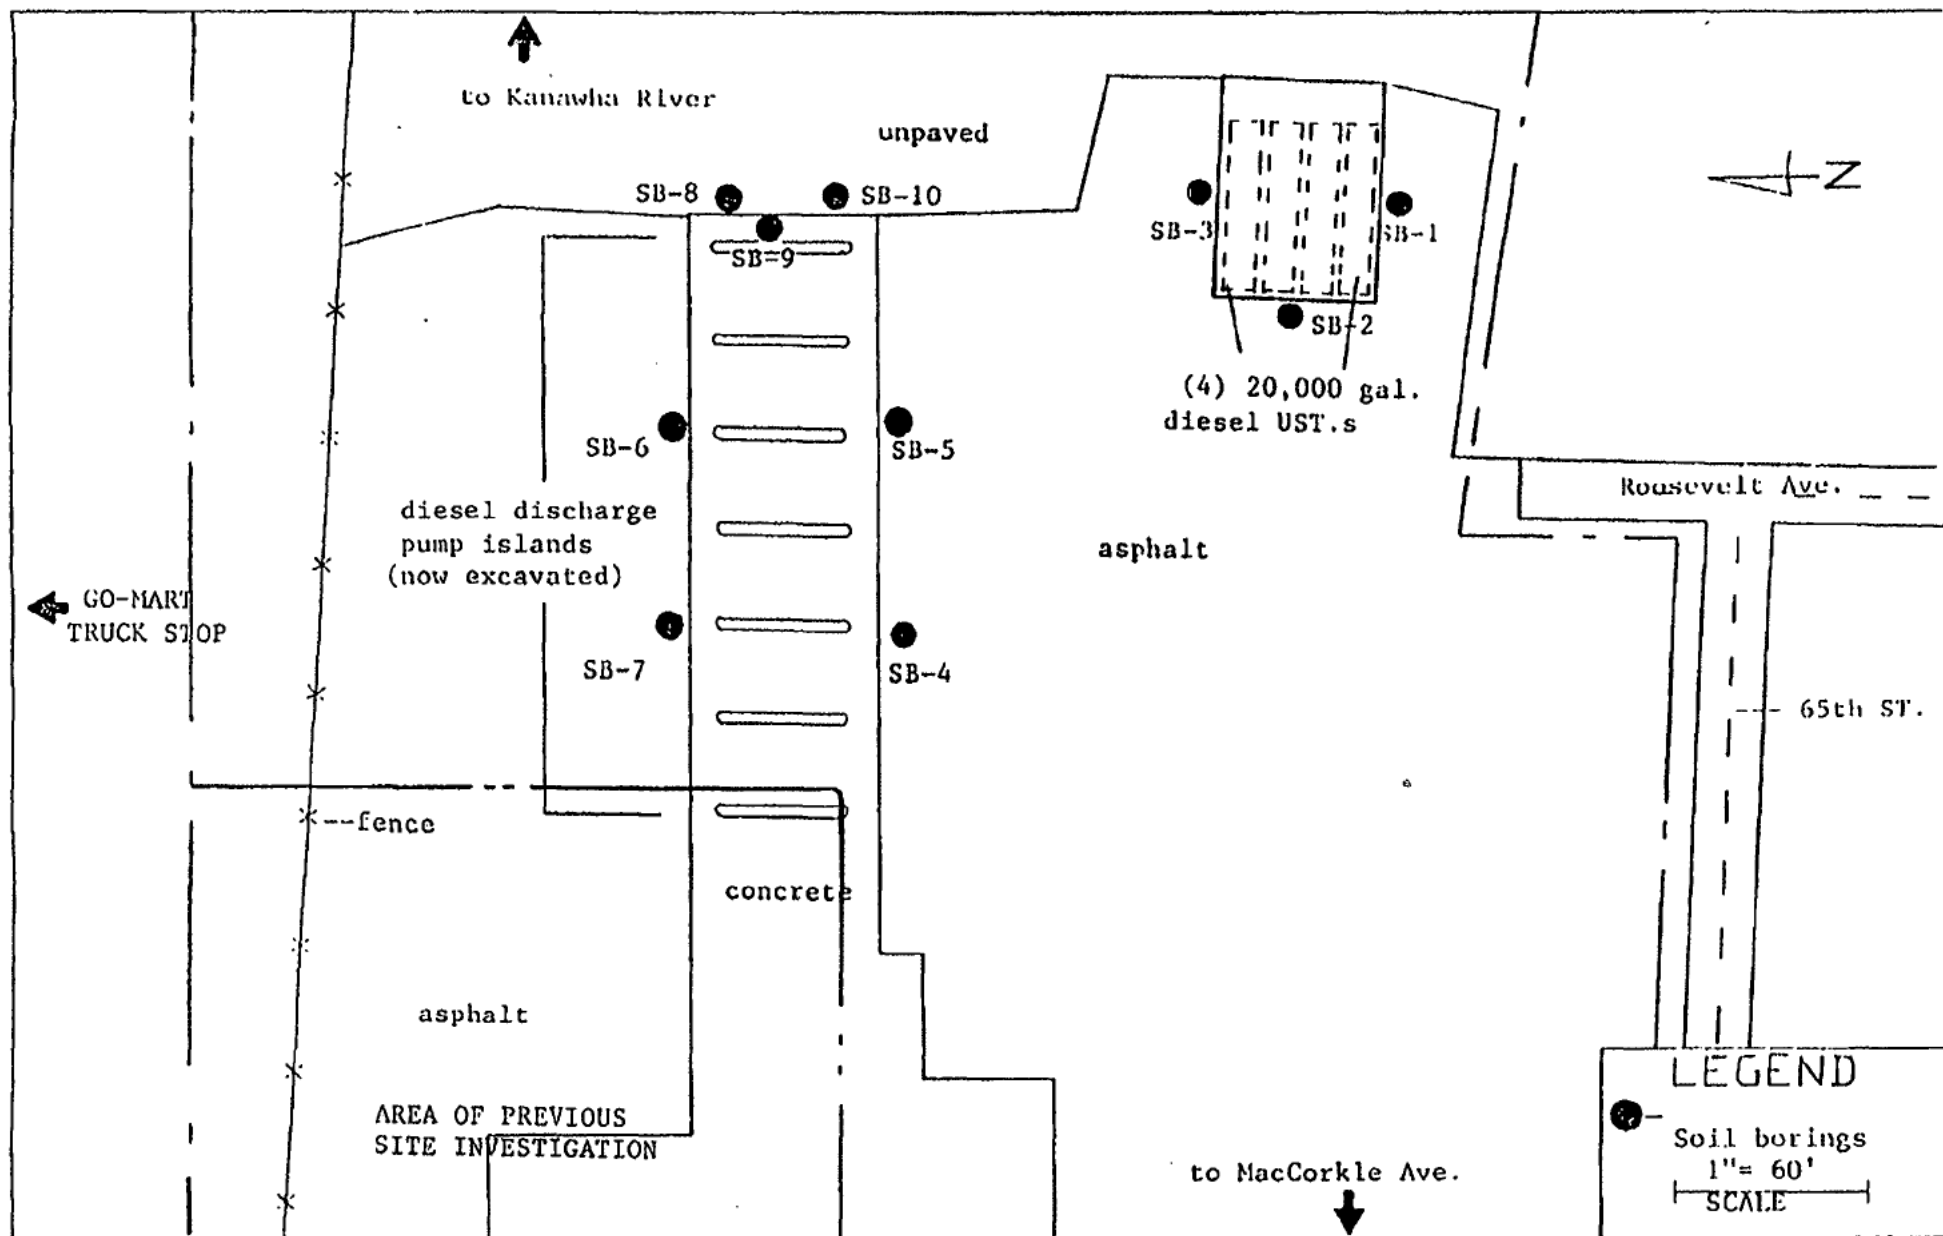 to Kanawha River
unpaved
N
SB-8
SB-10
SB-9
SB-3
SB-1
SB-2
(4) 20,000 gal.
diesel UST.s
SB-6
SB-5
Roosevelt Ave.
diesel discharge
pump islands
(now excavated)
asphalt
GO-MART
TRUCK STOP
SB-7
SB-4
65th ST.
--fence
concrete
asphalt
AREA OF PREVIOUS
SITE INVESTIGATION
to MacCorkle Ave.
LEGEND
Soil borings
1"= 60'
SCALE